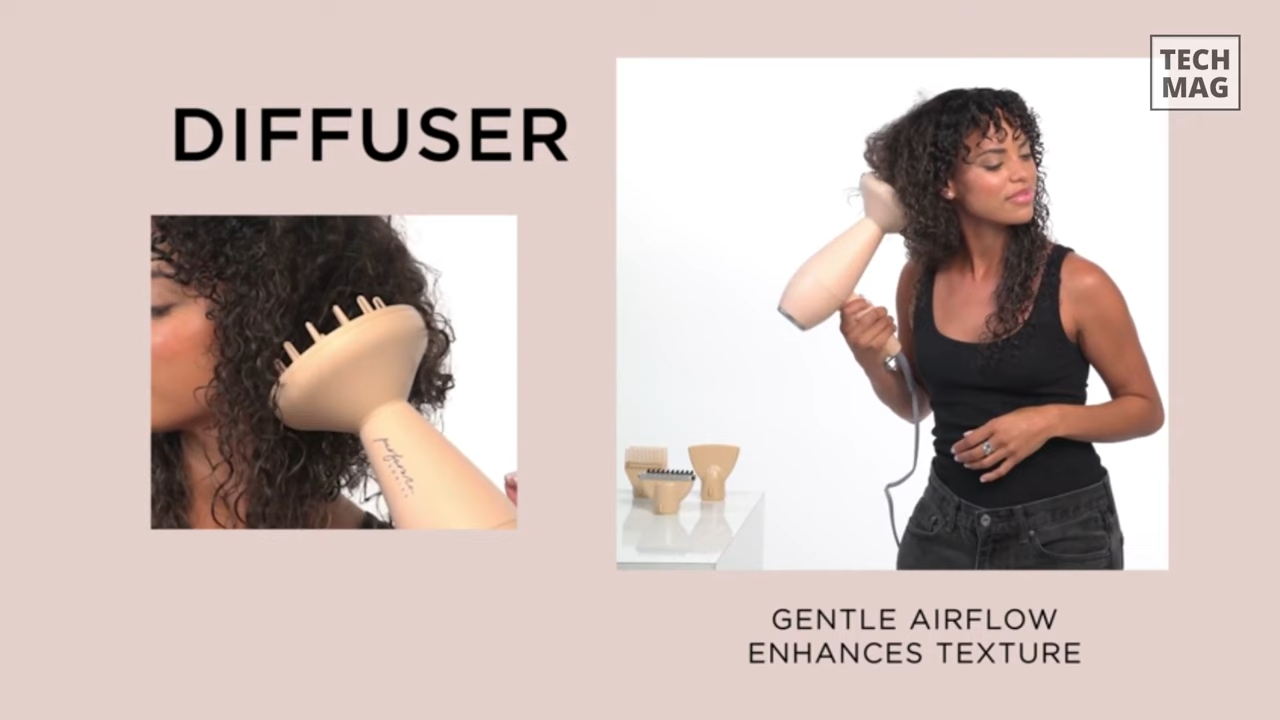 DIFFUSER
TECH
MAG
GENTLE AIRFLOW
ENHANCES TEXTURE